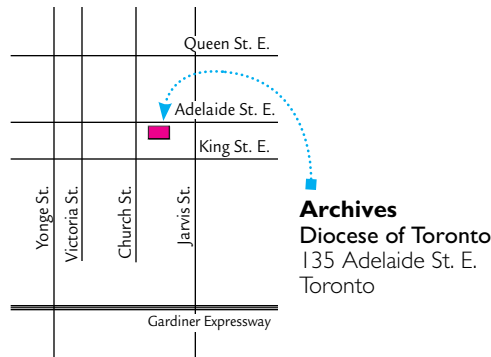 Queen St. E.
Adelaide St. E.
King St. E.
Yonge St.
Victoria St.
Church St.
Jarvis St.
Archives
Diocese of Toronto
135 Adelaide St. E.
Toronto
Gardiner Expressway